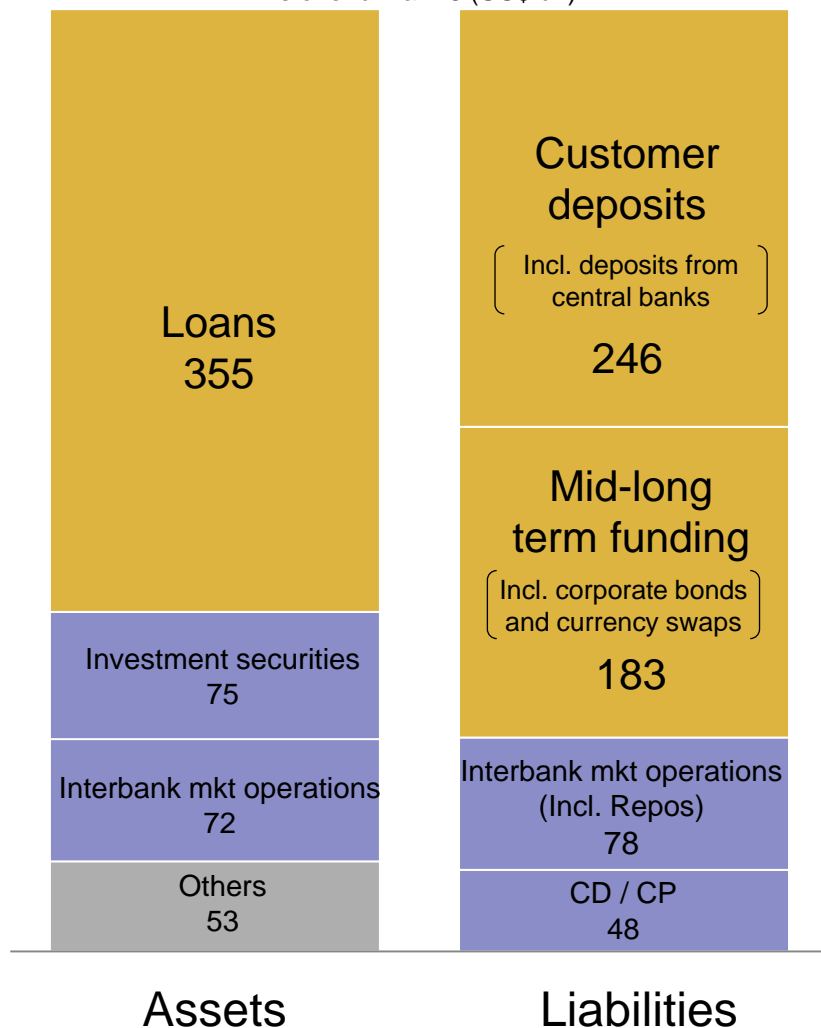 Loans
355
Investment securities
75
Interbank mkt operations
72
Others
53
Assets
Customer
deposits
Incl. deposits from
central banks
246
Mid-long
term funding
Incl. corporate bonds
and currency swaps
183
Interbank mkt operations
(Incl. Repos)
78
CD / CP
48
Liabilities